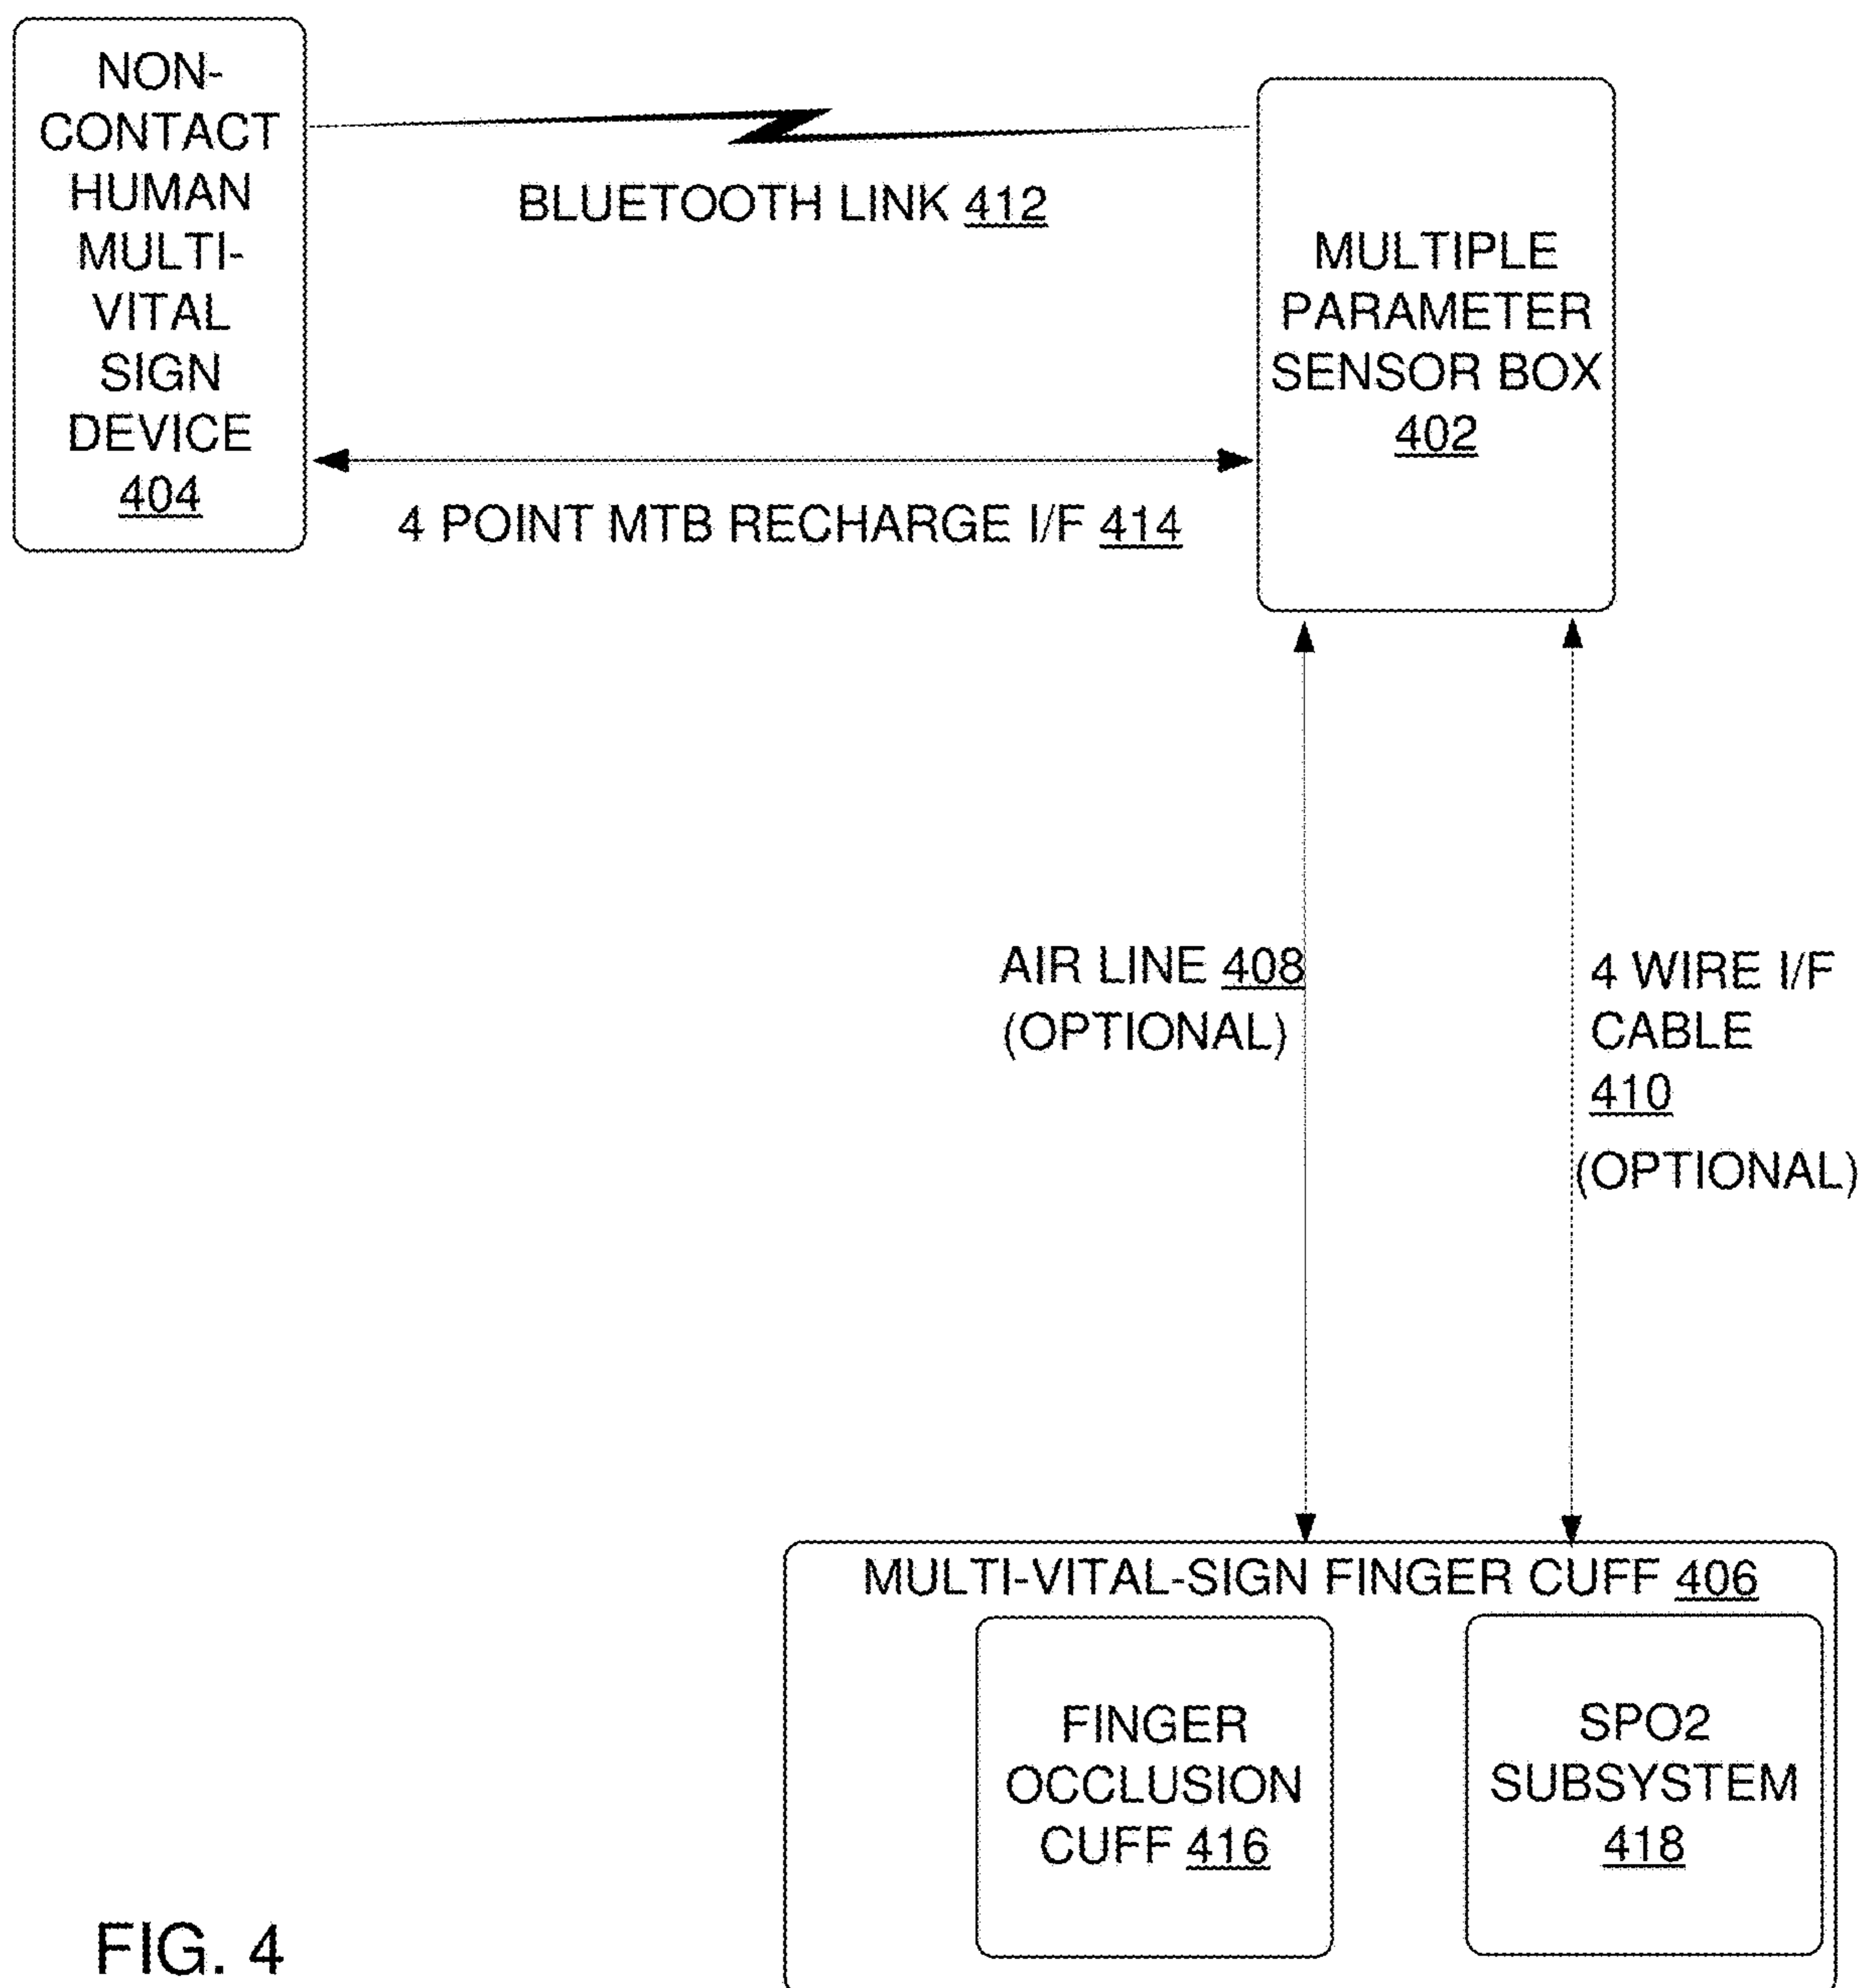 NON-
CONTACT
HUMAN
MULTI-
VITAL
SIGN
DEVICE
404
BLUETOOTH LINK 412
4 POINT MTB RECHARGE I/F 414
MULTIPLE
PARAMETER
SENSOR BOX
402
AIR LINE 408
(OPTIONAL)
4 WIRE I/F
CABLE
410
(OPTIONAL)
MULTI-VITAL-SIGN FINGER CUFF 406
FINGER
OCCLUSION
CUFF 416
SPO2
SUBSYSTEM
418
FIG. 4